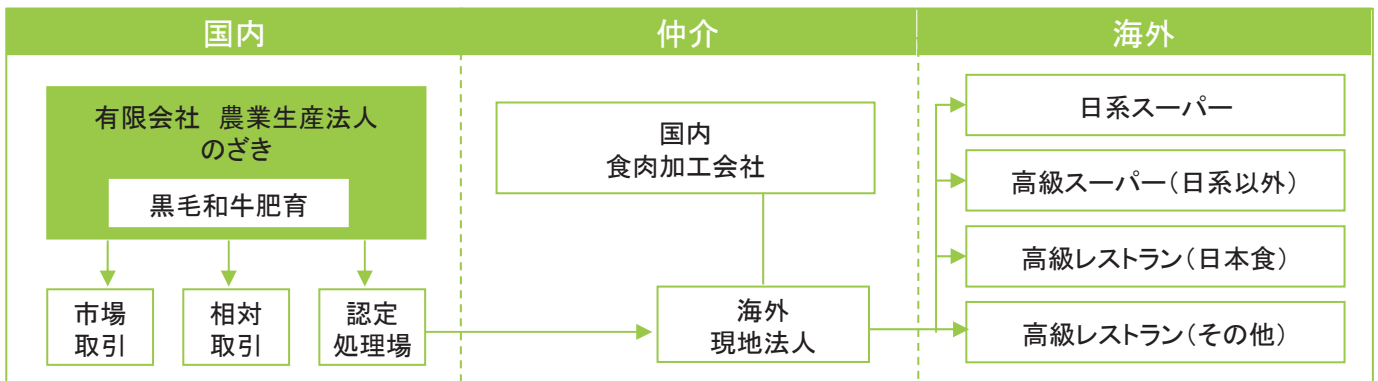 国内
仲介
海外
有限会社 農業生産法人
のざき
黒毛和牛肥育
市場
取引
相対
取引
認定
処理場
国内
食肉加工会社
海外
現地法人
日系スーパー
高級スーパー(日系以外)
高級レストラン(日本食)
高級レストラン(その他)